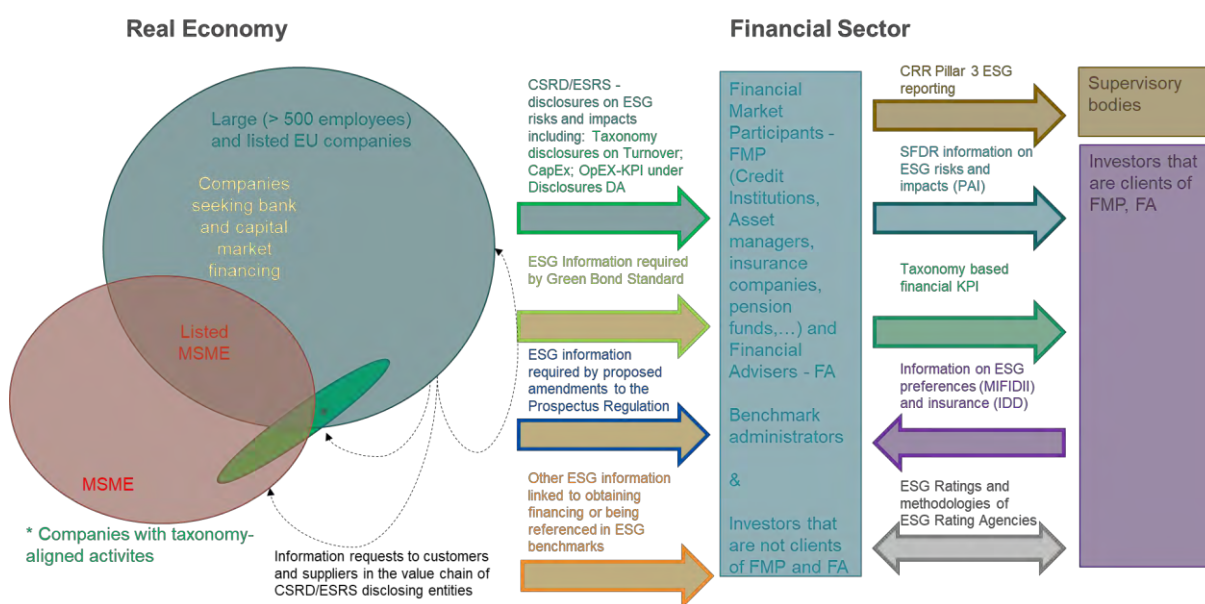 Real Economy
Financial Sector
Large (> 500 employees)
and listed EU companies
Companies
seeking bank
and capital
market
financing
Listed
MSME
*
MSME
* Companies with taxonomy-
aligned activites
Information requests to customers
and suppliers in the value chain of
CSRD/ESRS disclosing entities
CSRD/ESRS -
disclosures on ESG
risks and impacts
including: Taxonomy
disclosures on Turnover;
CapEx; OpEX-KPI under
Disclosures DA
ESG Information required
by Green Bond Standard
ESG information
required by proposed
amendments to the
Prospectus Regulation
Other ESG information
linked to obtaining
financing or being
referenced in ESG
benchmarks
Financial
Market
Participants -
FMP
(Credit
Institutions,
Asset
managers,
insurance
companies,
pension
funds,...) and
Financial
Advisers - FA
Benchmark
administrators
&
Investors that
are not clients
of FMP and FA
CRR Pillar 3 ESG
reporting
SFDR information on
ESG risks and
impacts (PAI)
Taxonomy based
financial KPI
Information on ESG
preferences (MIFIDII)
and insurance (IDD)
ESG Ratings and
methodologies of
ESG Rating Agencies
Supervisory
bodies
Investors that
are clients of
FMP, FA